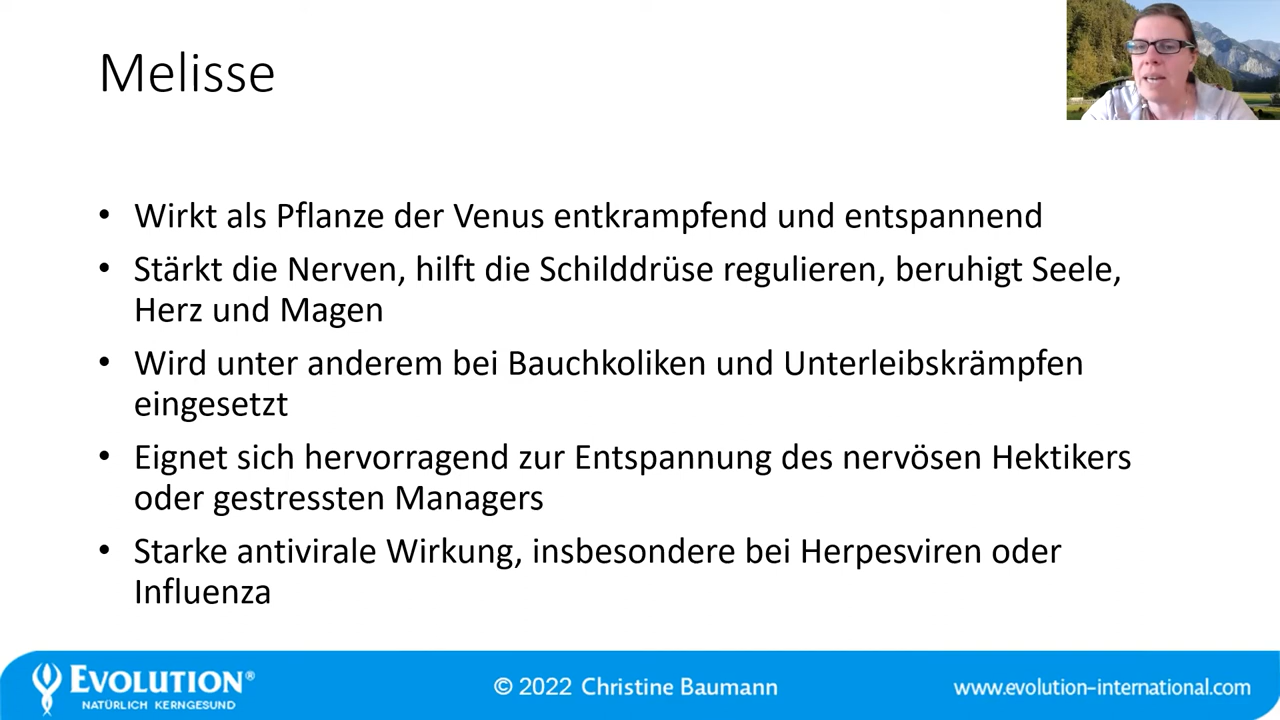 Melisse
• Wirkt als Pflanze der Venus entkrampfend und entspannend
• Stärkt die Nerven, hilft die Schilddrüse regulieren, beruhigt Seele,
Herz und Magen
• Wird unter anderem bei Bauchkoliken und Unterleibskrämpfen
eingesetzt
• Eignet sich hervorragend zur Entspannung des nervösen Hektikers
oder gestressten Managers
• Starke antivirale Wirkung, insbesondere bei Herpesviren oder
Influenza
EVOLUTION®
NATÜRLICH KERNGESUND
© 2022 Christine Baumann
www.evolution-international.com